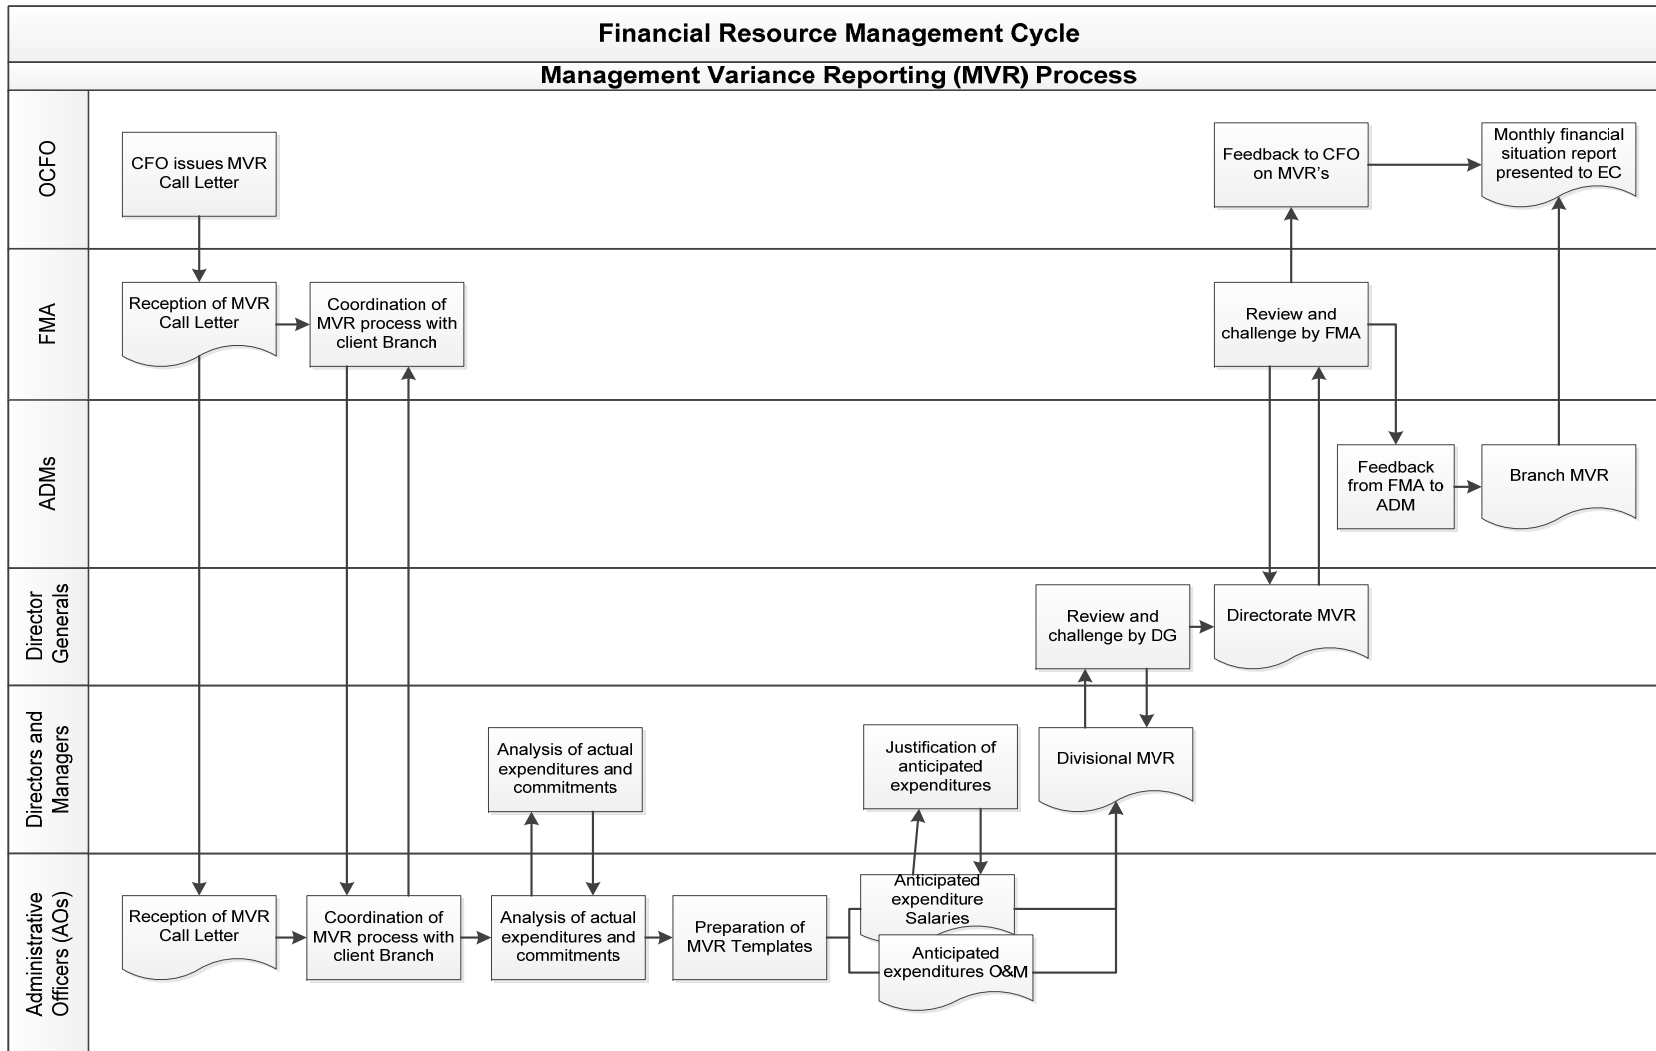 Financial Resource Management Cycle
Management Variance Reporting (MVR) Process
OCFO
CFO issues MVR
Call Letter
Feedback to CFO
on MVR's
Monthly financial
situation report
presented to EC
FMA
Reception of MVR
Call Letter
Coordination of
MVR process with
client Branch
Review and
challenge by FMA
ADMs
Feedback
from FMA to
ADM
Branch MVR
Director
Generals
Review and
challenge by DG
Directorate MVR
Directors and
Managers
Analysis of actual
expenditures and
commitments
Justification of
anticipated
expenditures
Divisional MVR
Administrative
Officers (AOs)
Reception of MVR
Call Letter
Coordination of
MVR process with
client Branch
Analysis of actual
expenditures and
commitments
Preparation of
MVR Templates
Anticipated
expenditure
Salaries
Anticipated
expenditures O&M